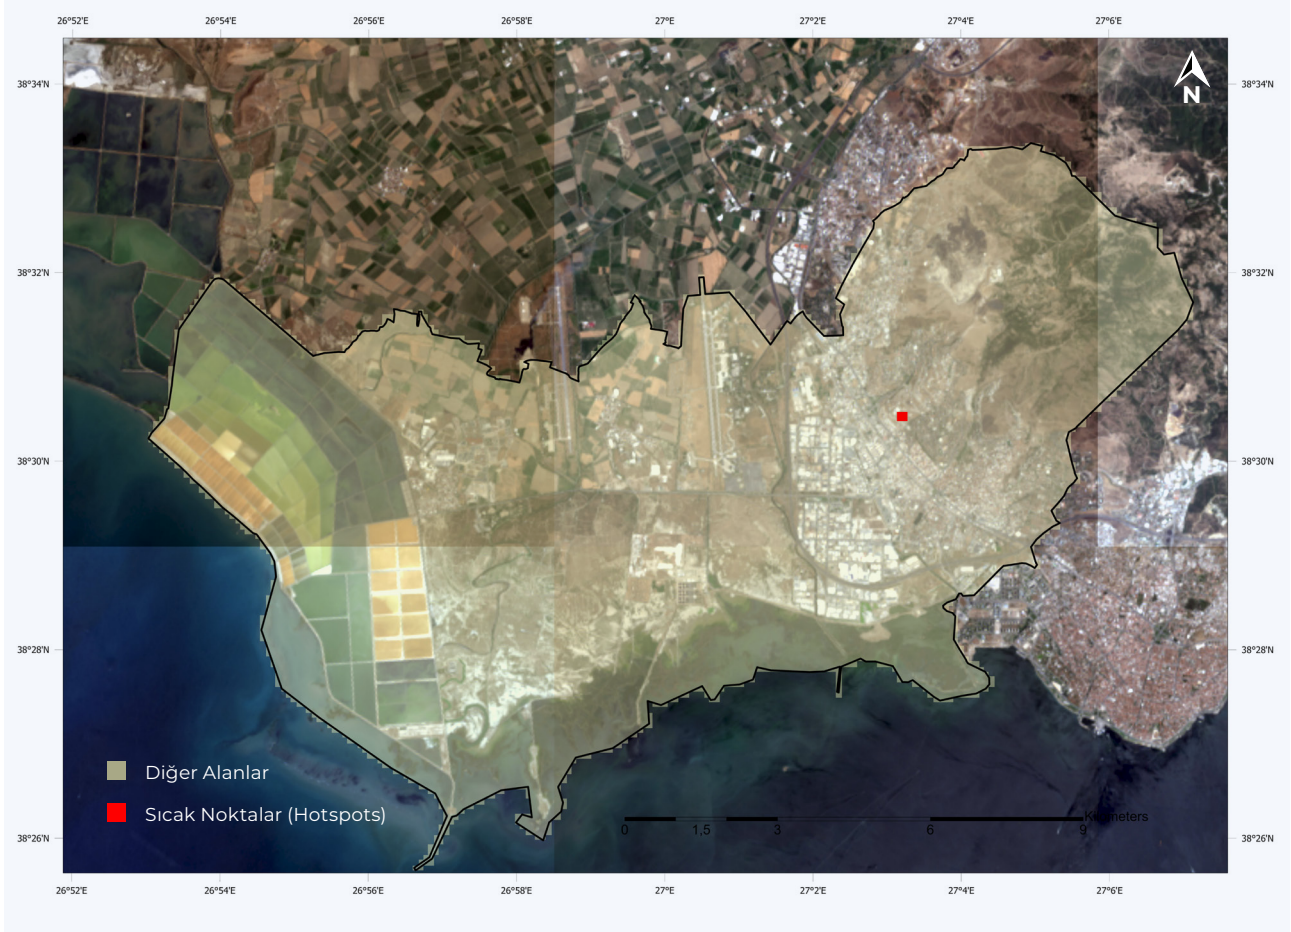 26°52'E 26°54'E 26°56'E 26°58'E 27°E 27°2'E 27°4'E 27°6'E
38°34'N 38°34'N
N
38°32'N 38°32'N
38°30'N 38°30'N
38°28'N 38°28'N
Diğer Alanlar
Sıcak Noktalar (Hotspots)
Kilometers
0 1,5 3 6 9
38°26'N 38°26'N
26°52'E 26°54'E 26°56'E 26°58'E 27°E 27°2'E 27°4'E 27°6'E